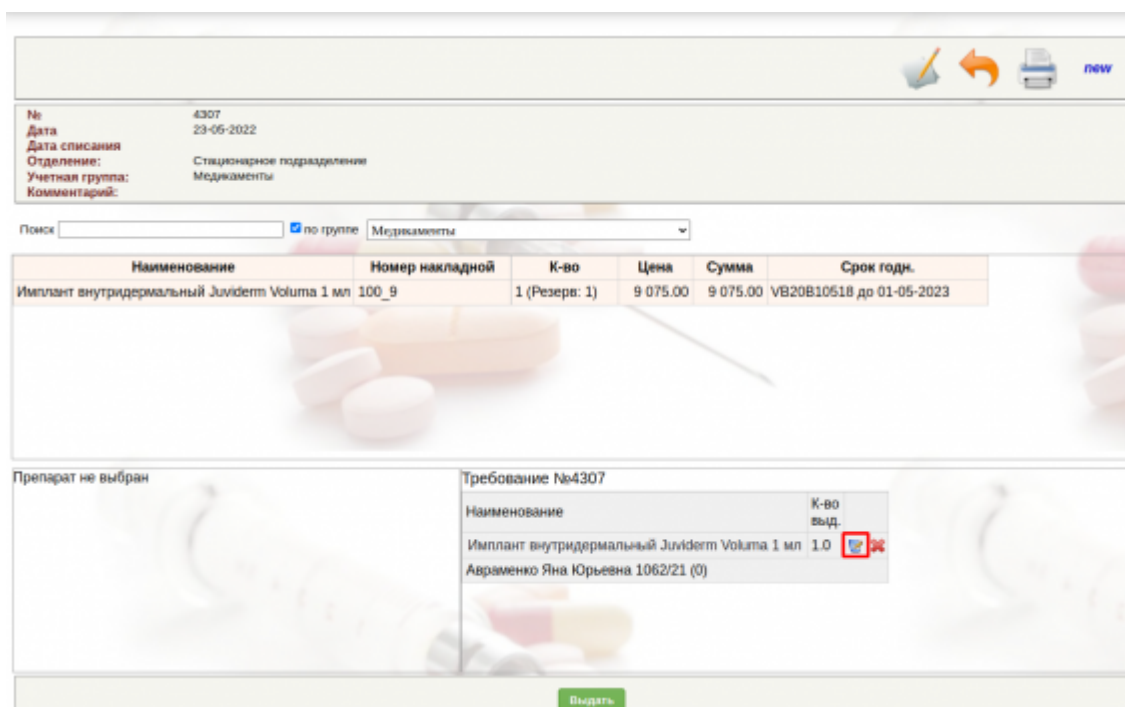 new
№ 4307
Дата 23-05-2022
Дата списания
Отделение: Стационарное подразделение
Учетная группа: Медикаменты
Комментарий:
Поиск по группе Медикаменты
Наименование Номер накладной К-во Цена Сумма Срок годн.
Имплант внутридермальный Juviderm Voluma 1 мл 100_9 1 (Резерв: 1) 9 075.00 9 075.00 VB20B10518 до 01-05-2023
Препарат не выбран
Требование №4307
Наименование К-во выд.
Имплант внутридермальный Juviderm Voluma 1 мл 1.0
Авраменко Яна Юрьевна 1062/21 (0)
Выдать